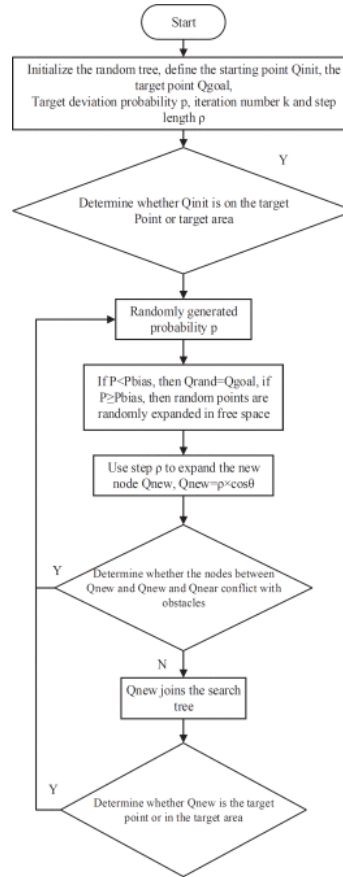 Start
Initialize the random tree, define the starting point Qinit, the
target point Qgoal,
Target deviation probability p, iteration number k and step
length ρ
Y
Determine whether Qinit is on the target
Point or target area
Randomly generated
probability p
If P<Pbias, then Qrand=Qgoal, if
P≥Pbias, then random points are
randomly expanded in free space
Use step ρ to expand the new
node Qnew, Qnew=ρ×cosθ
Y
Determine whether the nodes between
Qnew and Qnew and Qnear conflict with
obstacles
N
Qnew joins the search
tree
Y
Determine whether Qnew is the target
point or in the target area